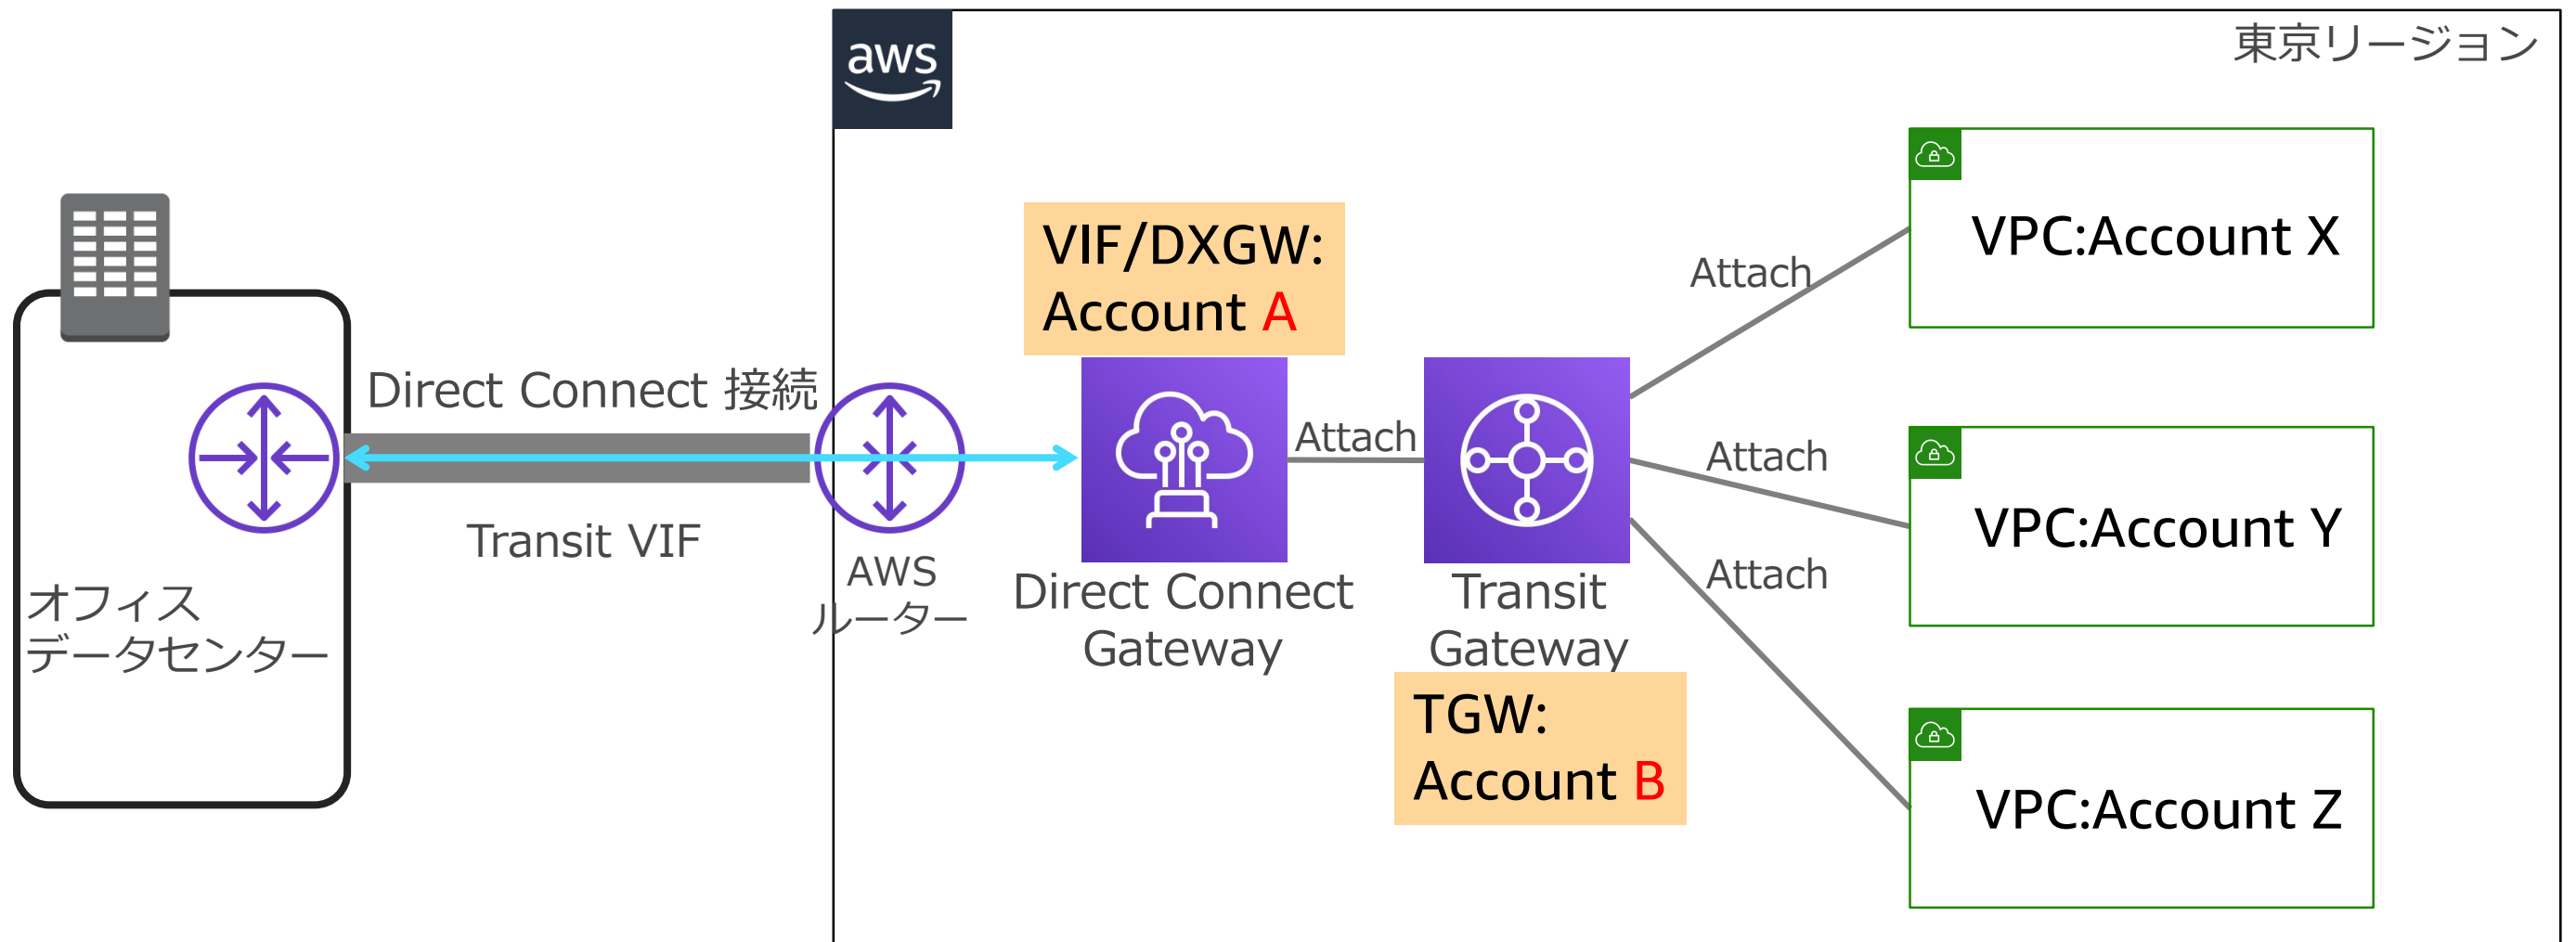 aws
東京リージョン
VIF/DXGW:
Account A
Direct Connect 接続
Transit VIF
オフィス
データセンター
AWS
ルーター
Direct Connect
Gateway
Attach
Transit
Gateway
TGW:
Account B
Attach
Attach
Attach
VPC:Account X
VPC:Account Y
VPC:Account Z